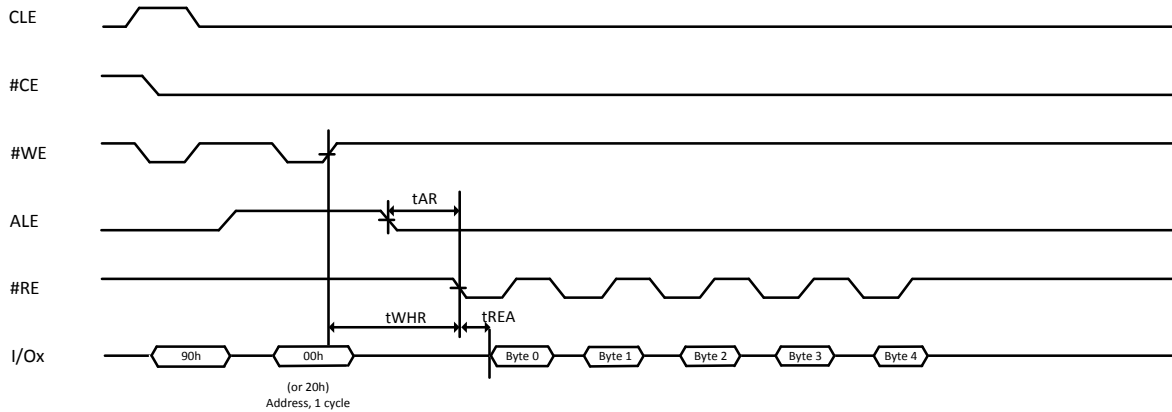 CLE
#CE
#WE
tAR
ALE
#RE
tWHR tREA
I/Ox 90h 00h Byte 0 Byte 1 Byte 2 Byte 3 Byte 4
(or 20h)
Address, 1 cycle